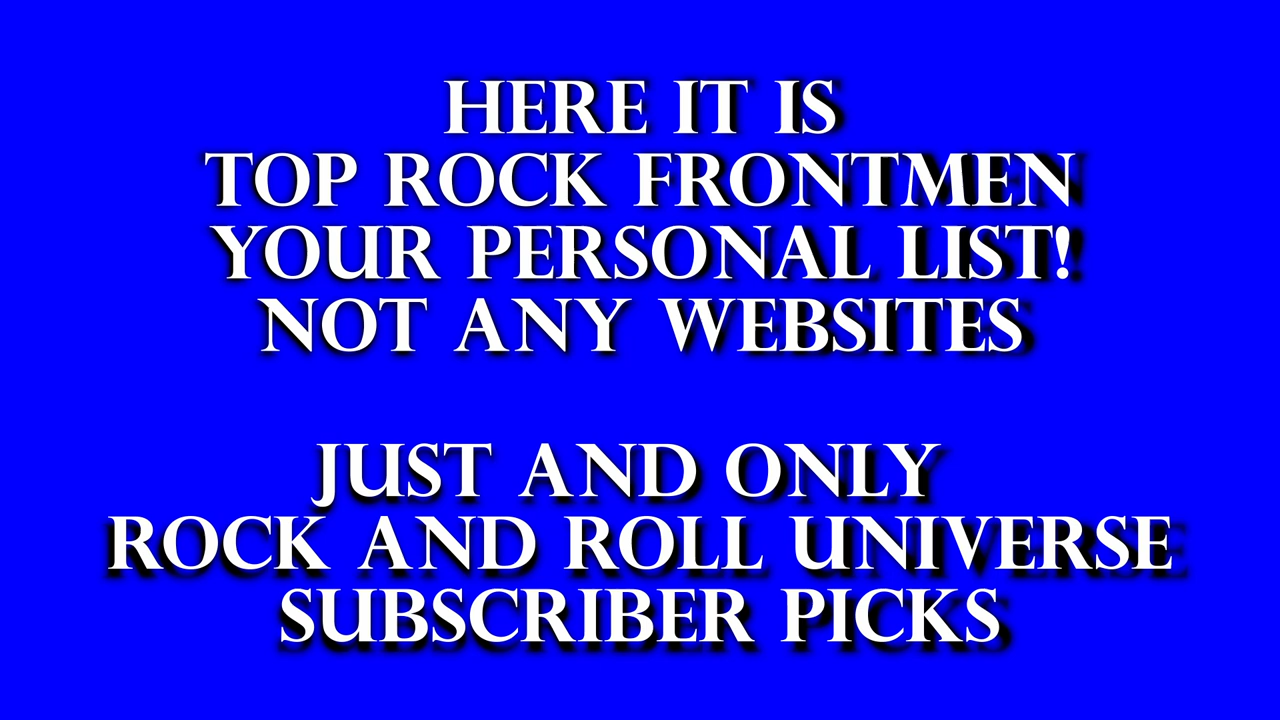 HERE IT IS
TOP ROCK FRONTMEN
YOUR PERSONAL LIST!
NOT ANY WEBSITES
JUST AND ONLY
ROCK AND ROLL UNIVERSE
SUBSCRIBER PICKS